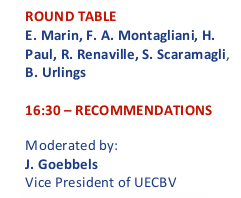 ROUND TABLE
E. Marin, F. A. Montagliani, H.
Paul, R. Renaville, S. Scaramagli,
B. Urlings
16:30 – RECOMMENDATIONS
Moderated by:
J. Goebbels
Vice President of UECBV